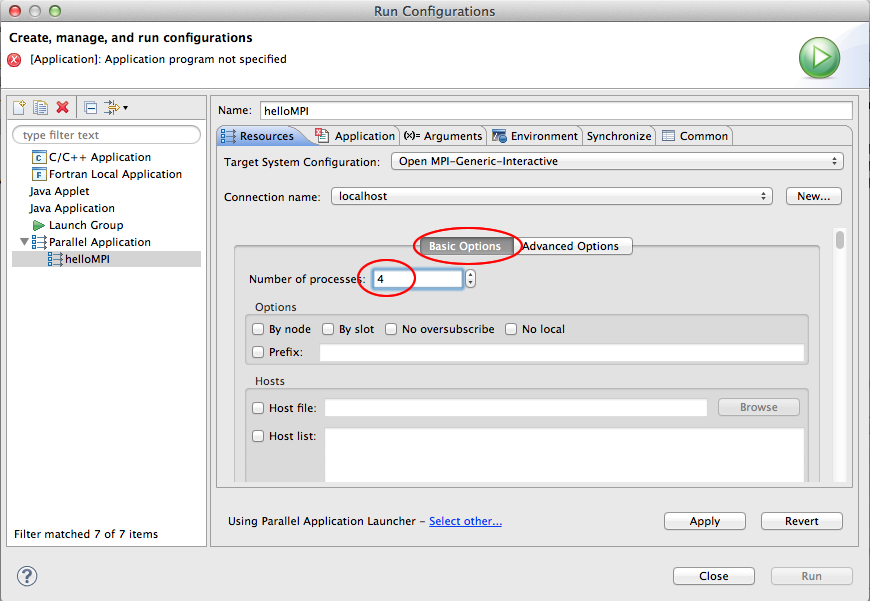 Run Configurations
Create, manage, and run configurations
[Application]: Application program not specified
type filter text
C/C++ Application
Fortran Local Application
Java Applet
Java Application
Launch Group
Parallel Application
helloMPI
Filter matched 7 of 7 items
Name: helloMPI
Resources Application (x)= Arguments Environment Synchronize Common
Target System Configuration: Open MPI-Generic-Interactive
Connection name: localhost New...
Basic Options Advanced Options
Number of processes: 4
Options
By node By slot No oversubscribe No local
Prefix:
Hosts
Host file: Browse
Host list:
Using Parallel Application Launcher - Select other...
Apply Revert
? Close Run